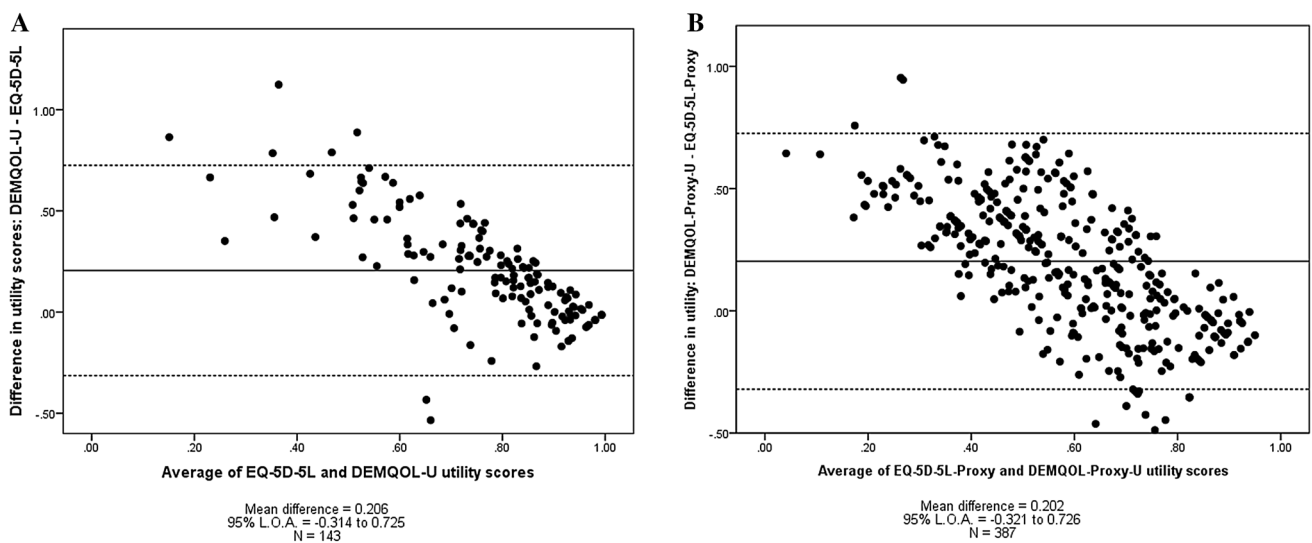 A
Difference in utility scores: DEMQOL-U - EQ-5D-5L
1.00
.50
.00
-.50
.00 .20 .40 .60 .80 1.00
Average of EQ-5D-5L and DEMQOL-U utility scores
Mean difference = 0.206
95% L.O.A. = -0.314 to 0.725
N = 143
B
Difference in utility: DEMQOL-Proxy-U - EQ-5D-5L-Proxy
1.00
.50
.00
-.50
.00 .20 .40 .60 .80 1.00
Average of EQ-5D-5L-Proxy and DEMQOL-Proxy-U utility scores
Mean difference = 0.202
95% L.O.A. = -0.321 to 0.726
N = 387